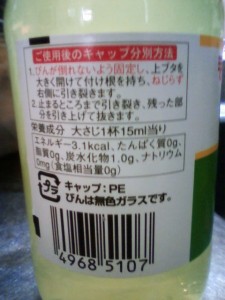 ご使用後のキャップ分別方法
1.びんが倒れないよう固定し、上ブタを
大きく開けて付け根を持ち、ねじらず
右側に引き裂きます。
2.止まるところまで引き裂き、残った部
分を引き上げて抜きます。
栄養成分 大さじ1杯15ml当り
エネルギー3.1kcal、たんぱく質0g、
脂質0g、炭水化物1.0g、ナトリウム
0mg(食塩相当量0g)
プラ
キャップ:PE
びんは無色ガラスです。
4968 5107